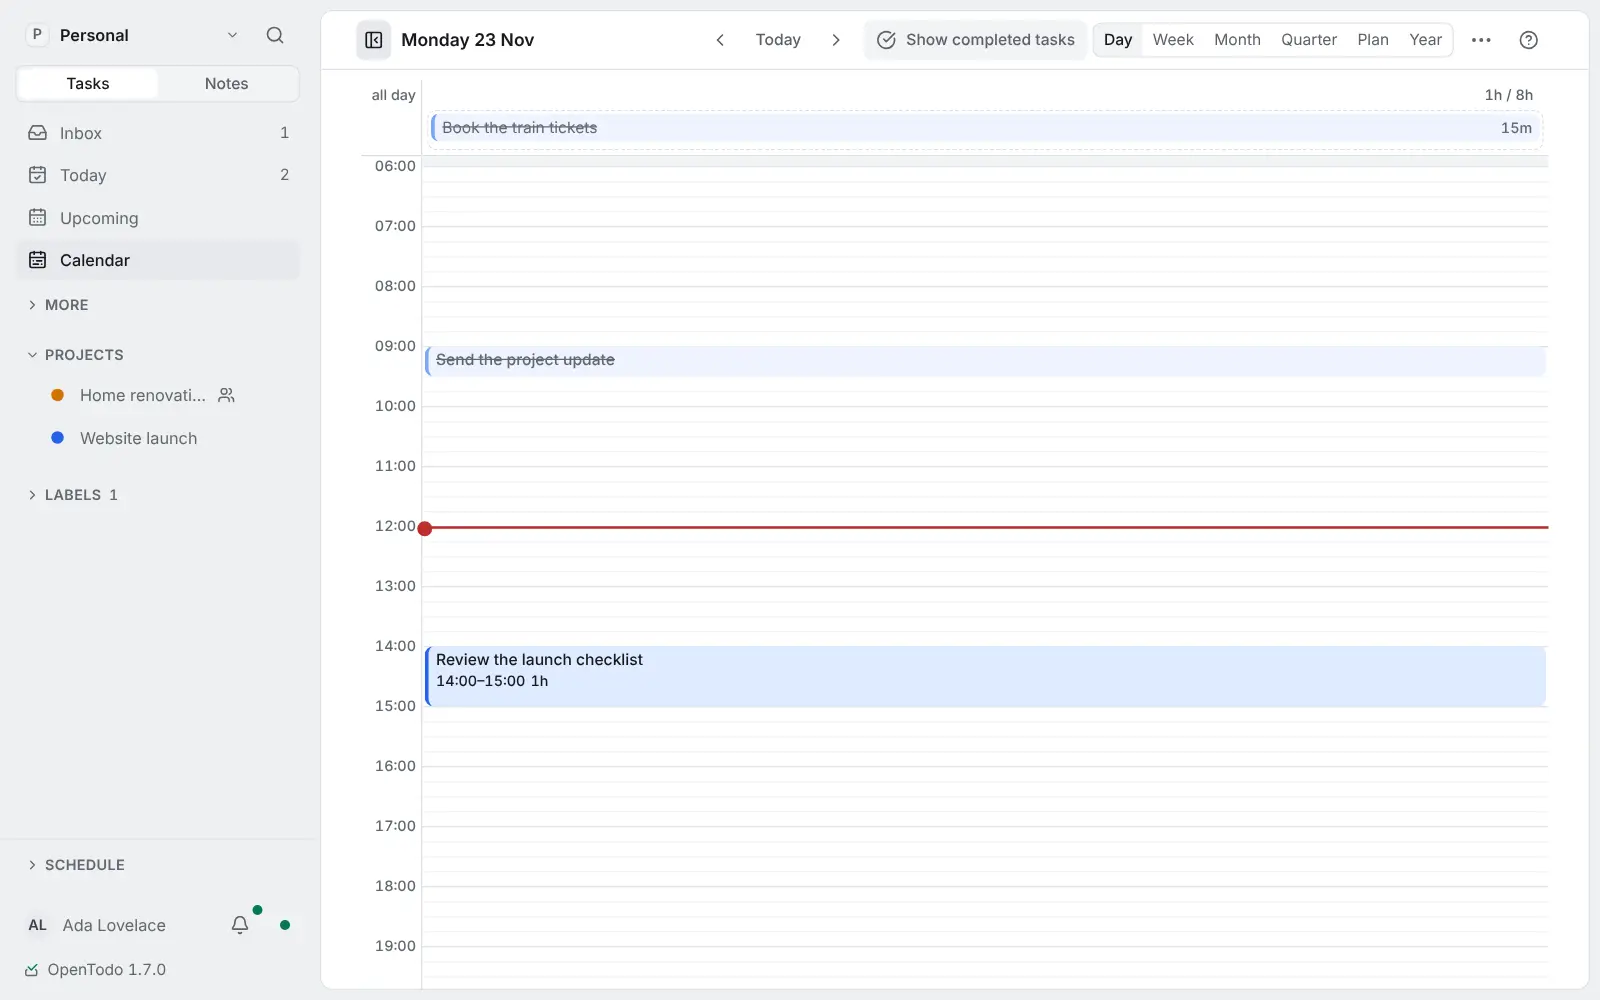 P Personal
Tasks Notes
Inbox 1
Today 2
Upcoming
Calendar
MORE
PROJECTS
Home renovati...
Website launch
LABELS 1
SCHEDULE
AL Ada Lovelace
OpenTodo 1.7.0
Monday 23 Nov
Today
Show completed tasks
Day Week Month Quarter Plan Year
all day 1h / 8h
Book the train tickets 15m
06:00
07:00
08:00
09:00
Send the project update
10:00
11:00
12:00
13:00
14:00
Review the launch checklist
14:00–15:00 1h
15:00
16:00
17:00
18:00
19:00